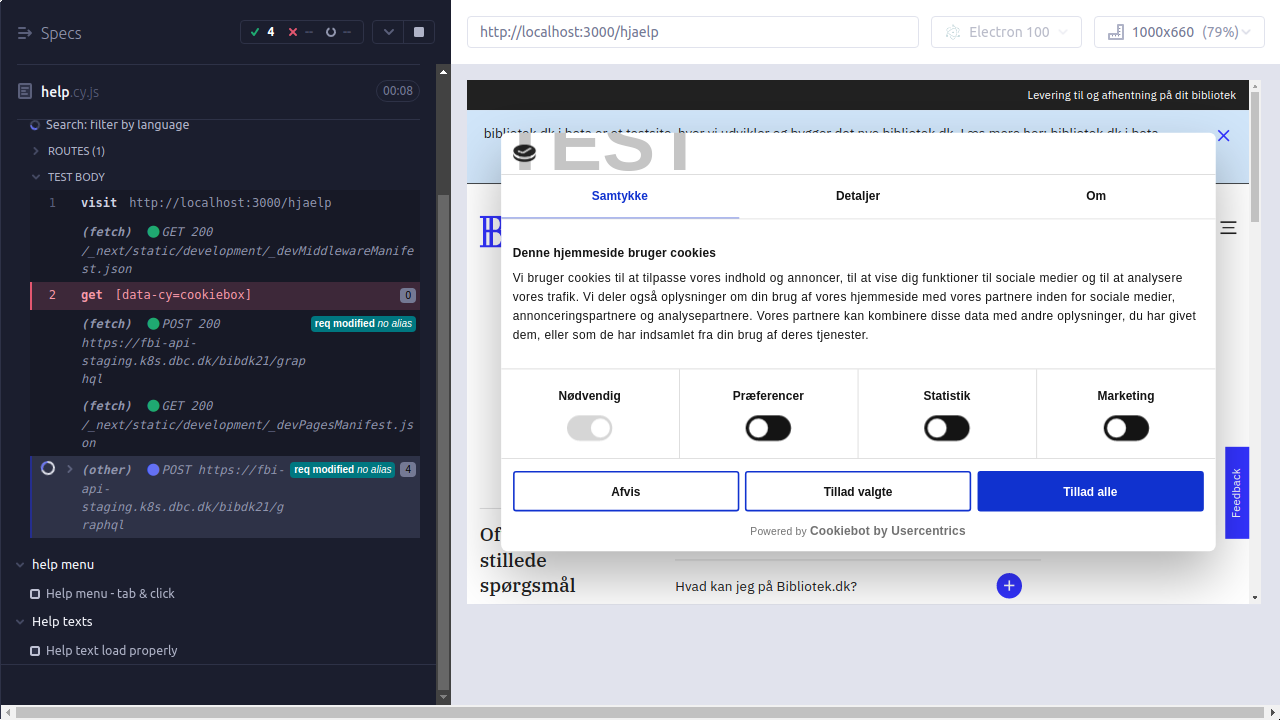 Specs
4
--
--
help.cy.js
00:08
Search: filter by language
ROUTES (1)
TEST BODY
1 visit http://localhost:3000/hjaelp
(fetch) GET 200
/_next/static/development/_devMiddlewareManife
st.json
2 get [data-cy=cookiebox] 0
(fetch) POST 200 req modified no alias
https://fbi-api-
staging.k8s.dbc.dk/bibdk21/grap
hql
(fetch) GET 200
/_next/static/development/_devPagesManifest.js
on
(other) POST https://fbi- req modified no alias 4
api-
staging.k8s.dbc.dk/bibdk21/g
raphql
help menu
Help menu - tab & click
Help texts
Help text load properly
http://localhost:3000/hjaelp
Electron 100
1000x660 (79%)
Levering til og afhentning på dit bibliotek
bibliotek.dk i beta er et testsite, hvor vi udvikler og bygger det nye bibliotek.dk. Læs mere her: bibliotek.dk i beta
TEST
Samtykke
Detaljer
Om
Denne hjemmeside bruger cookies
Vi bruger cookies til at tilpasse vores indhold og annoncer, til at vise dig funktioner til sociale medier og til at analysere
vores trafik. Vi deler også oplysninger om din brug af vores hjemmeside med vores partnere inden for sociale medier,
annonceringspartnere og analysepartnere. Vores partnere kan kombinere disse data med andre oplysninger, du har givet
dem, eller som de har indsamlet fra din brug af deres tjenester.
Nødvendig
Præferencer
Statistik
Marketing
Afvis
Tillad valgte
Tillad alle
Powered by Cookiebot by Usercentrics
Feedback
Of
stillede
spørgsmål
Hvad kan jeg på Bibliotek.dk?